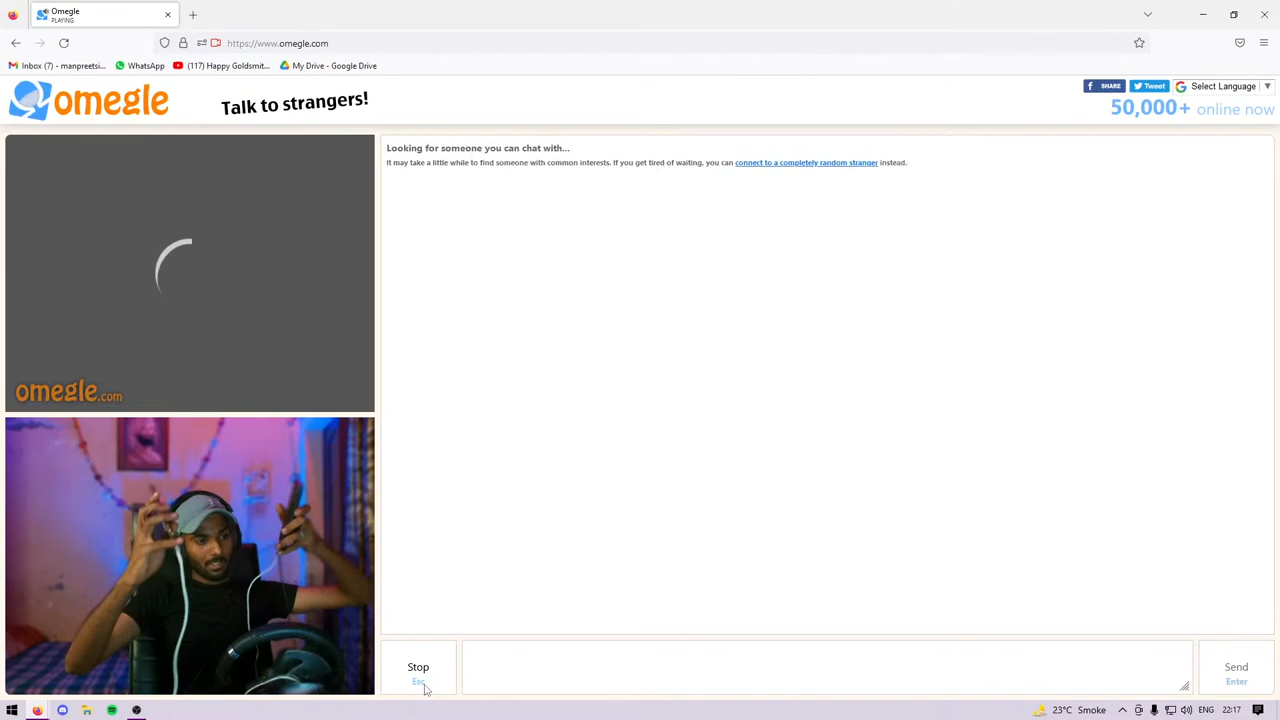 Omegle
PLAYING
https://www.omegle.com
Inbox (7) - manpreetsi...
WhatsApp
(117) Happy Goldsmit...
My Drive - Google Drive
omegle
Talk to strangers!
SHARE
Tweet
Select Language
50,000+ online now
Looking for someone you can chat with...
It may take a little while to find someone with common interests. If you get tired of waiting, you can connect to a completely random stranger instead.
omegle.com
Stop
Esc
Send
Enter
23°C Smoke
ENG
22:17